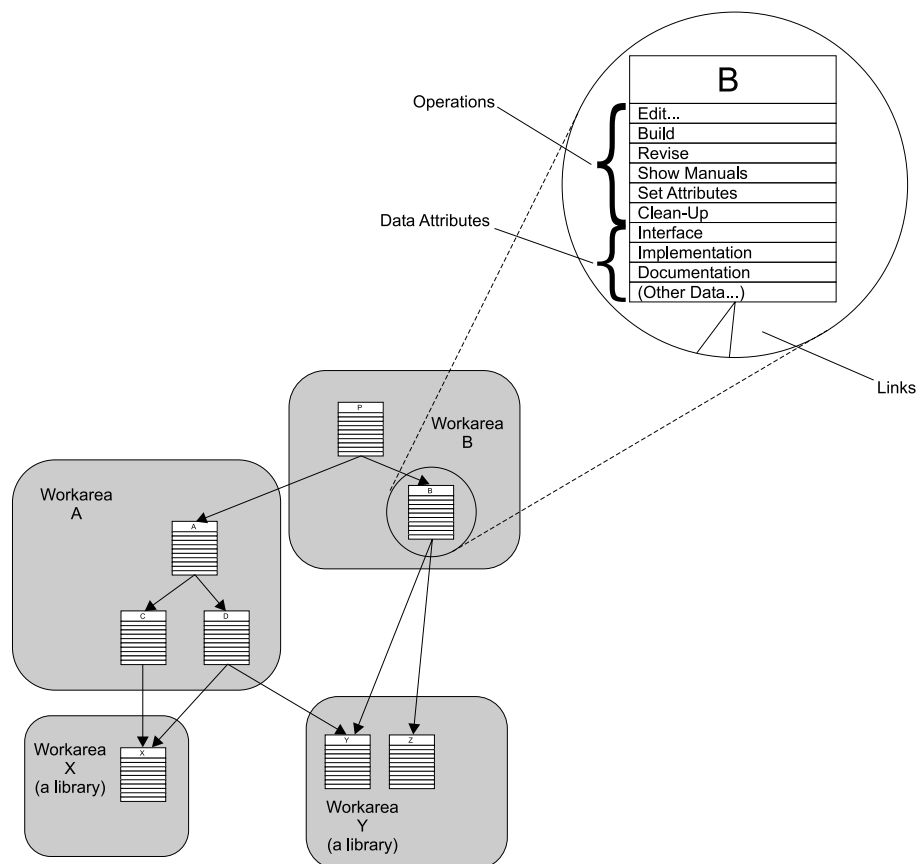 B
Operations
Edit...
Build
Revise
Show Manuals
Set Attributes
Clean-Up
Data Attributes
Interface
Implementation
Documentation
(Other Data...)
Links
P
Workarea
B
B
Workarea
A
A
C
D
Workarea
X
(a library)
X
Y
Z
Workarea
Y
(a library)